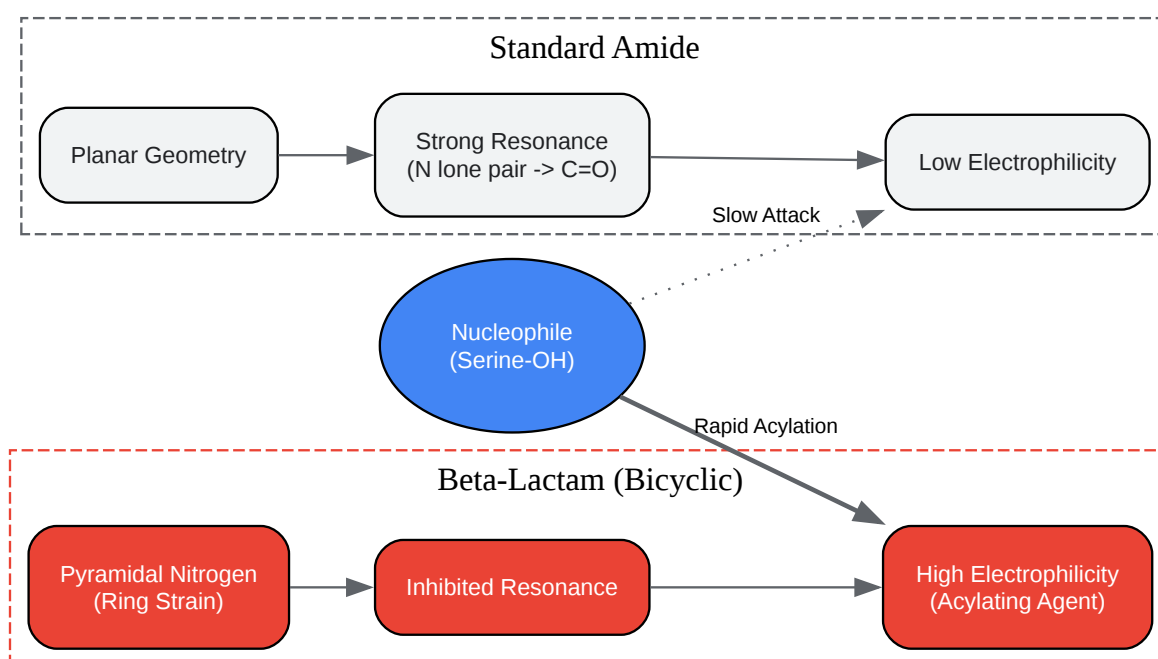 Standard Amide
Planar Geometry
Strong Resonance
(N lone pair -> C=O)
Low Electrophilicity
Slow Attack
Nucleophile
(Serine-OH)
Rapid Acylation
Beta-Lactam (Bicyclic)
Pyramidal Nitrogen
(Ring Strain)
Inhibited Resonance
High Electrophilicity
(Acylating Agent)